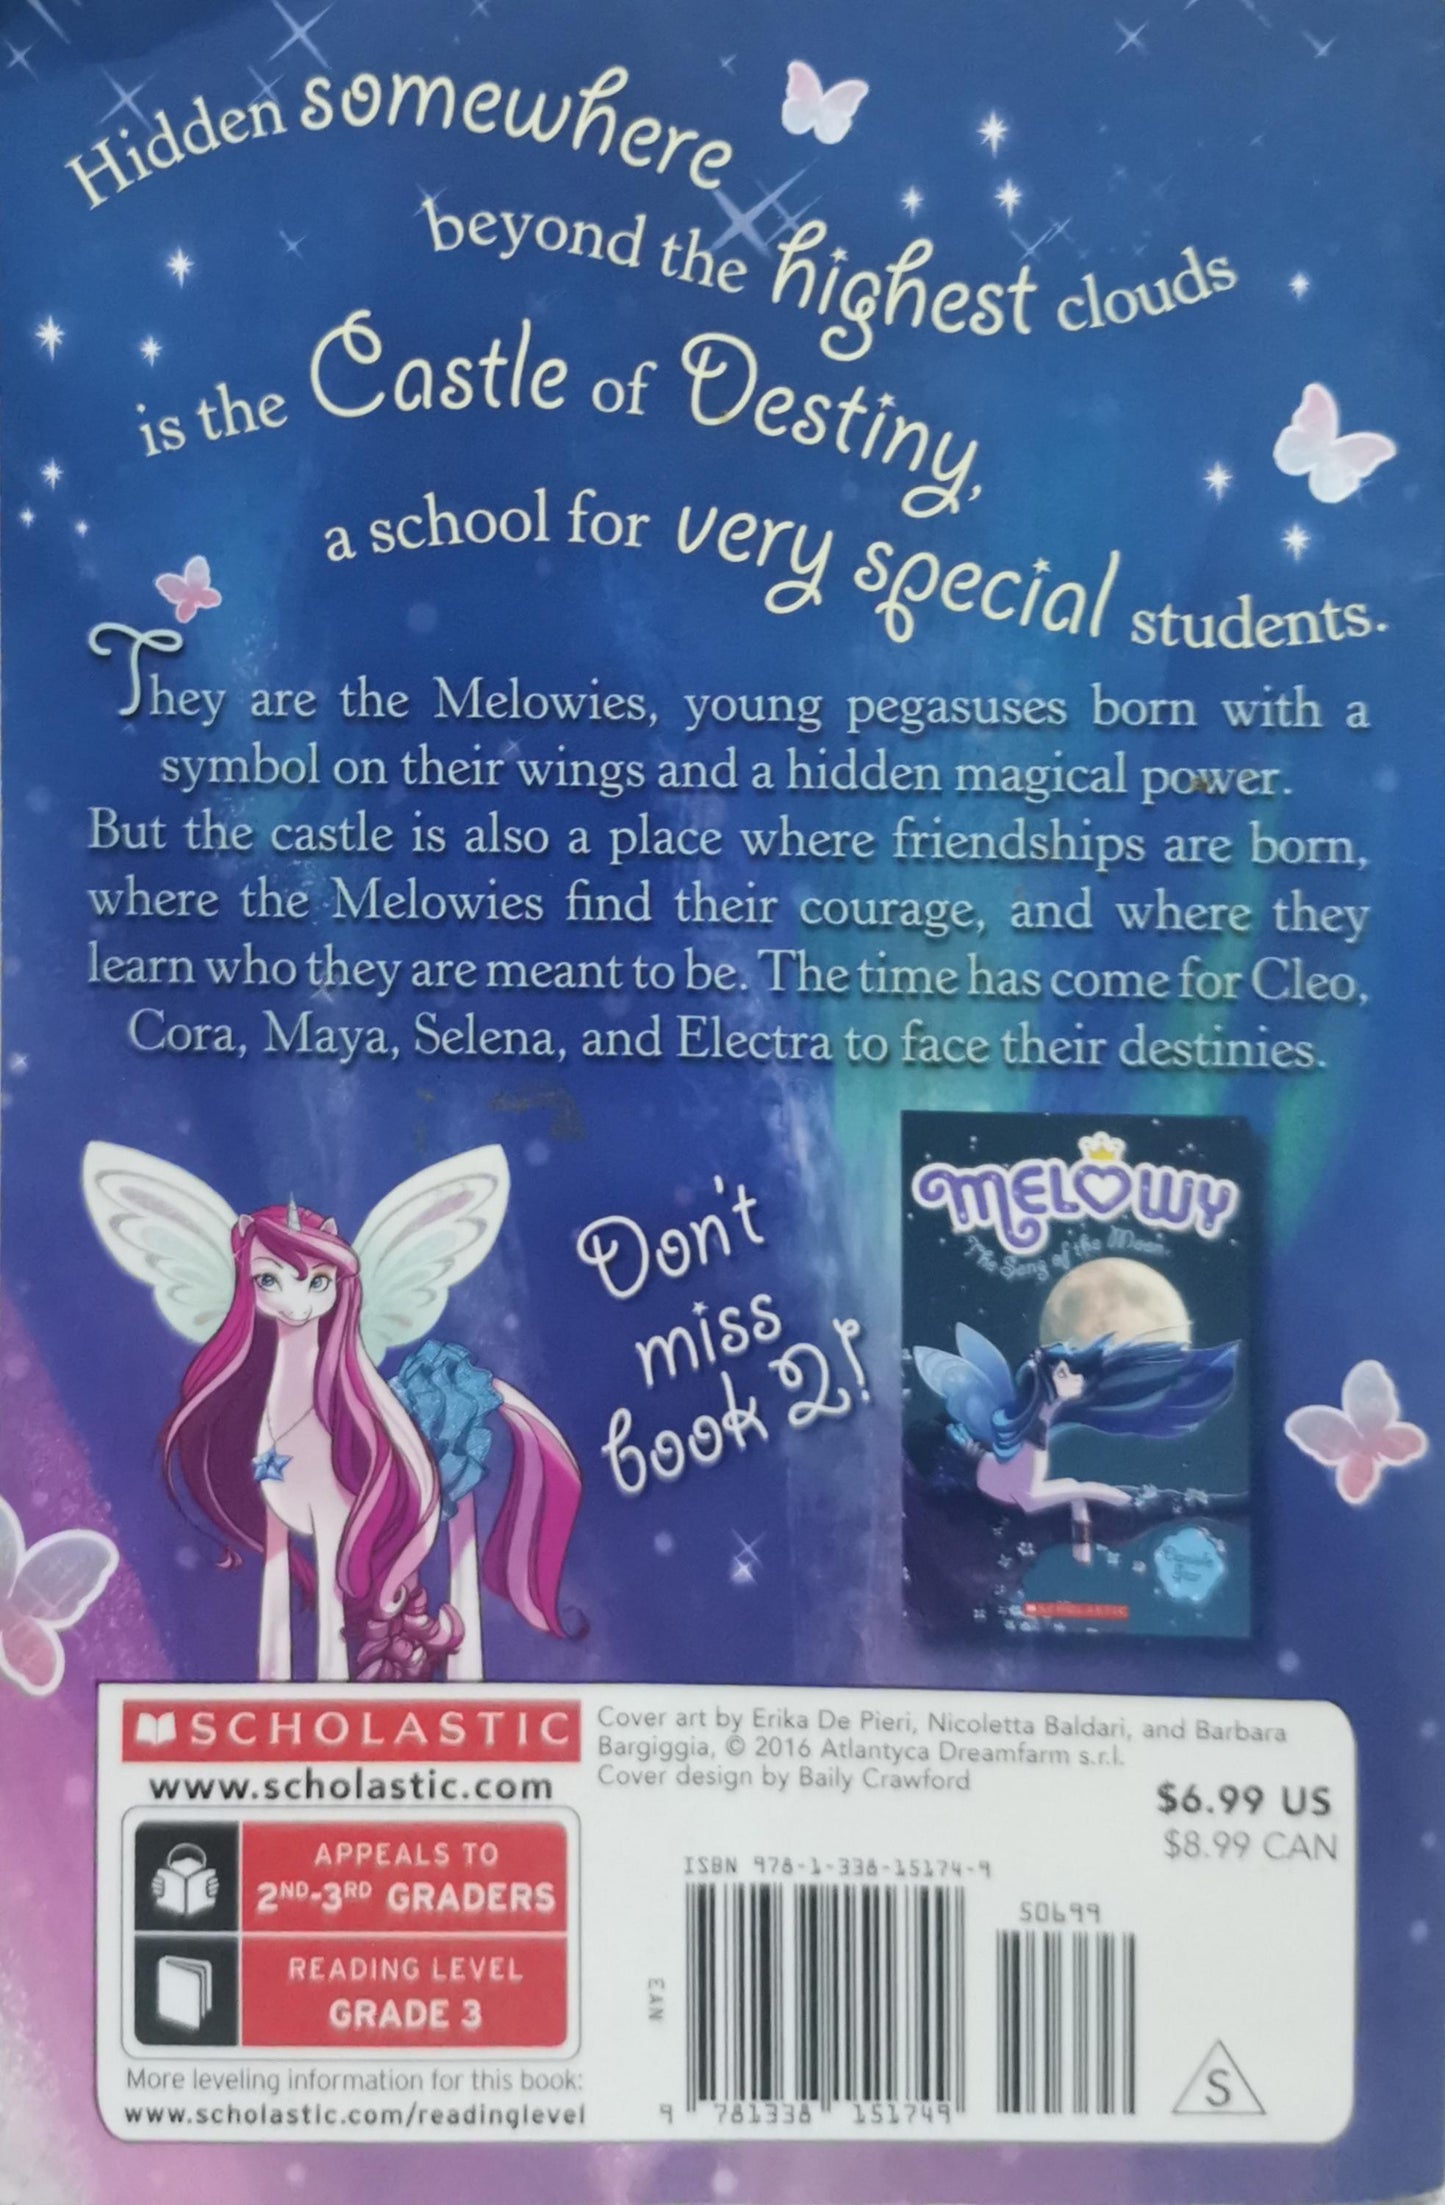 Hidden somewhere
beyond the highest clouds
is the Castle of Destiny,
a school for very special students.
They are the Melowies, young pegasuses born with a
symbol on their wings and a hidden magical power.
But the castle is also a place where friendships are born,
where the Melowies find their courage, and where they
learn who they are meant to be. The time has come for Cleo,
Cora, Maya, Selena, and Electra to face their destinies.
Don't
miss
book 2!
MELOWY
The Song of the Moon
Danielle
Star
SCHOLASTIC
SCHOLASTIC
www.scholastic.com
APPEALS TO
2ND-3RD GRADERS
READING LEVEL
GRADE 3
More leveling information for this book:
www.scholastic.com/readinglevel
Cover art by Erika De Pieri, Nicoletta Baldari, and Barbara
Bargiggia, © 2016 Atlantyca Dreamfarm s.r.l.
Cover design by Baily Crawford
$6.99 US
$8.99 CAN
ISBN 978-1-338-15174-9
50699
EAN
9 781338 151749
S